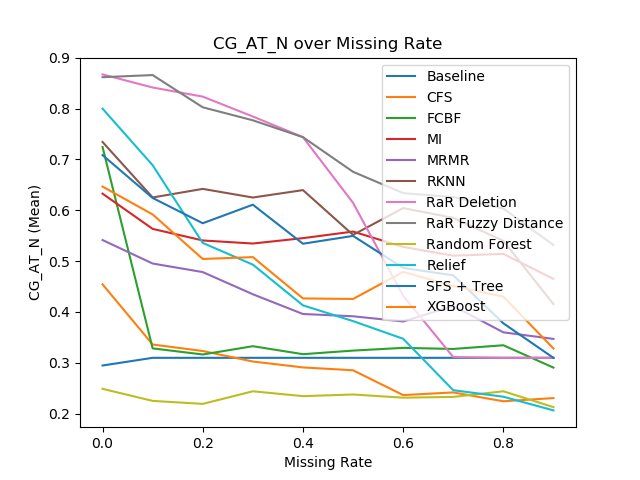 CG_AT_N over Missing Rate
0.9
0.8
0.7
0.6
0.5
0.4
0.3
0.2
CG_AT_N (Mean)
Baseline
CFS
FCBF
MI
MRMR
RKNN
RaR Deletion
RaR Fuzzy Distance
Random Forest
Relief
SFS + Tree
XGBoost
0.0 0.2 0.4 0.6 0.8
Missing Rate